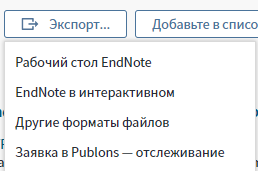 Экспорт... Добавьте в списо
Рабочий стол EndNote
EndNote в интерактивном
Другие форматы файлов
Заявка в Publons — отслеживание